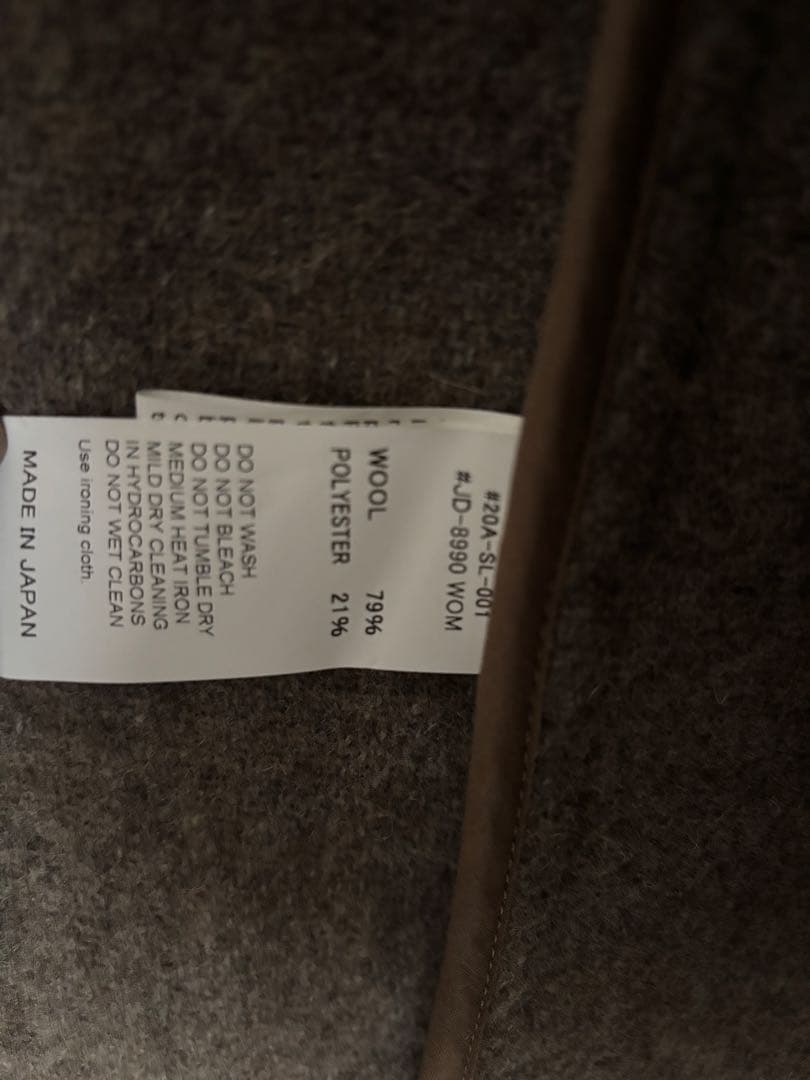 #20A-SL-001
#JD-8990 WOM
WOOL 79%
POLYESTER 21%
DO NOT WASH
DO NOT BLEACH
DO NOT TUMBLE DRY
MEDIUM HEAT IRON
MILD DRY CLEANING
IN HYDROCARBONS
DO NOT WET CLEAN
Use ironing cloth.
MADE IN JAPAN